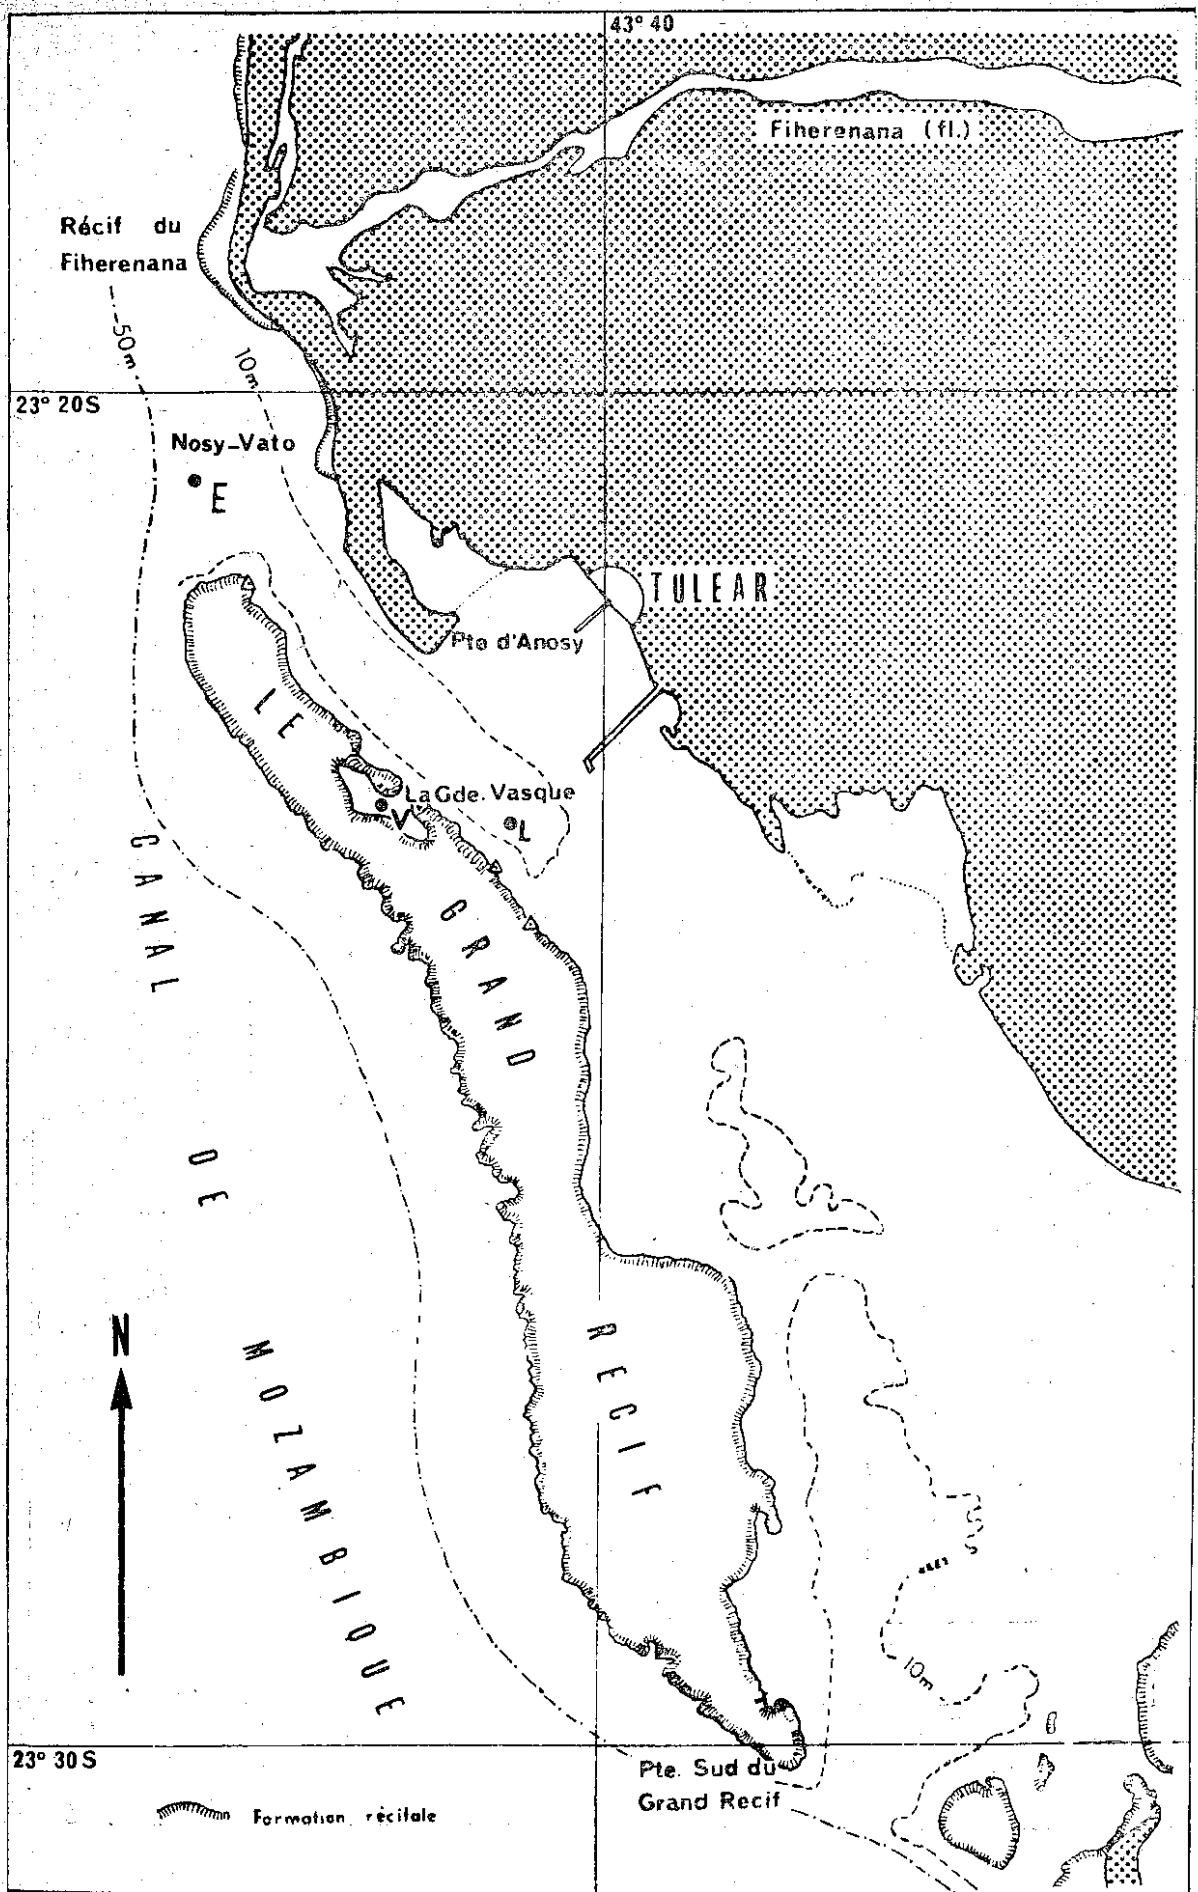 43° 40
Fiherenana (fl.)
Récif du
Fiherenana
50m
10m
23° 20S
Nosy-Vato
E
TULEAR
Pte d'Anosy
LE
La Gde. Vasque
V
L
GRAND
CANAL
DE
N
RECIF
MOZAMBIQUE
10m
23° 30 S
Pte. Sud du
Grand Recif
Formation récifale